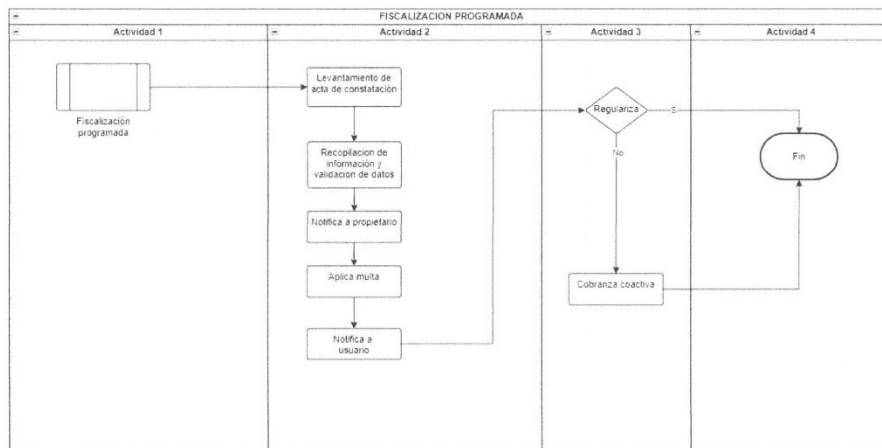 FISCALIZACION PROGRAMADA
Actividad 1
Actividad 2
Actividad 3
Actividad 4
Fiscalización
programada
Levantamiento de
acta de constatación
Recopilacion de
información y
validacion de datos
Notifica a propietario
Aplica multa
Notifica a
usuario
Regulariza
S
No
Cobranza coactiva
Fin